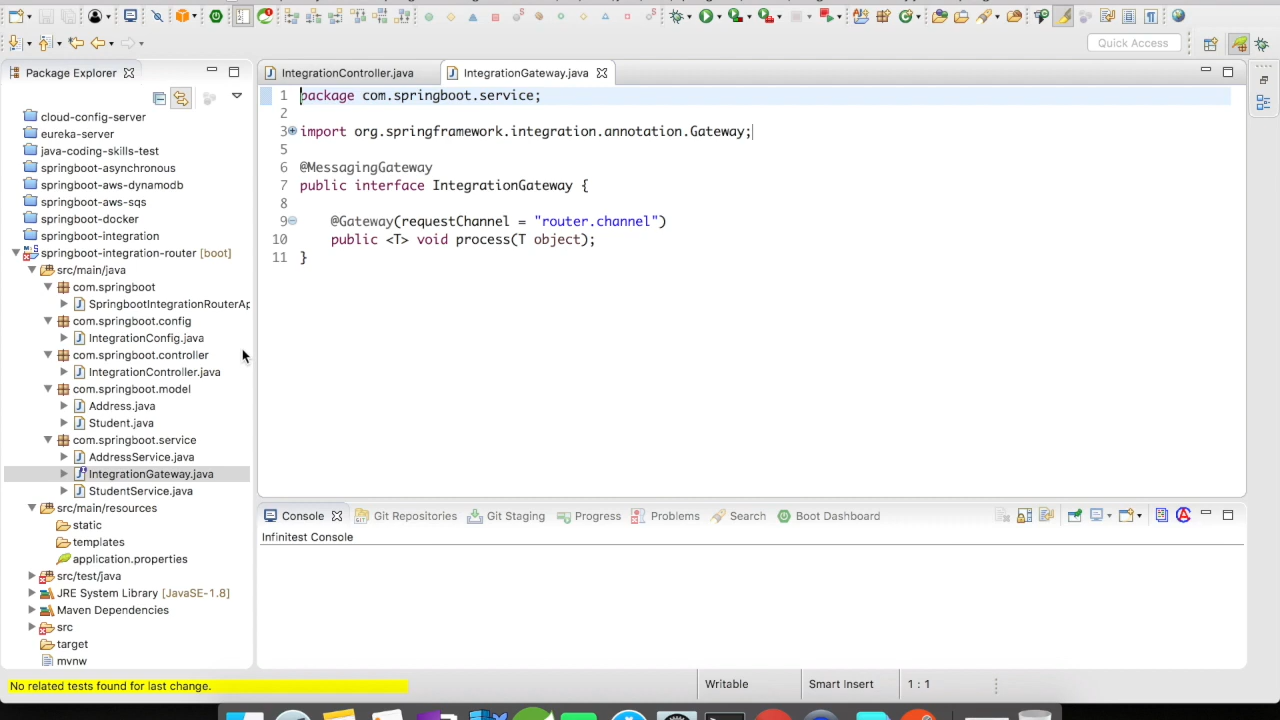 Quick Access
Package Explorer
IntegrationController.java
IntegrationGateway.java
cloud-config-server
eureka-server
java-coding-skills-test
springboot-asynchronous
springboot-aws-dynamodb
springboot-aws-sqs
springboot-docker
springboot-integration
springboot-integration-router [boot]
src/main/java
com.springboot
SpringbootIntegrationRouterAp
com.springboot.config
IntegrationConfig.java
com.springboot.controller
IntegrationController.java
com.springboot.model
Address.java
Student.java
com.springboot.service
AddressService.java
IntegrationGateway.java
StudentService.java
src/main/resources
static
templates
application.properties
src/test/java
JRE System Library [JavaSE-1.8]
Maven Dependencies
src
target
mvnw
1 package com.springboot.service;
2
3 import org.springframework.integration.annotation.Gateway;
5
6 @MessagingGateway
7 public interface IntegrationGateway {
8
9 @Gateway(requestChannel = "router.channel")
10 public <T> void process(T object);
11 }
Console
Git Repositories
Git Staging
Progress
Problems
Search
Boot Dashboard
Infinitest Console
No related tests found for last change.
Writable
Smart Insert
1 : 1